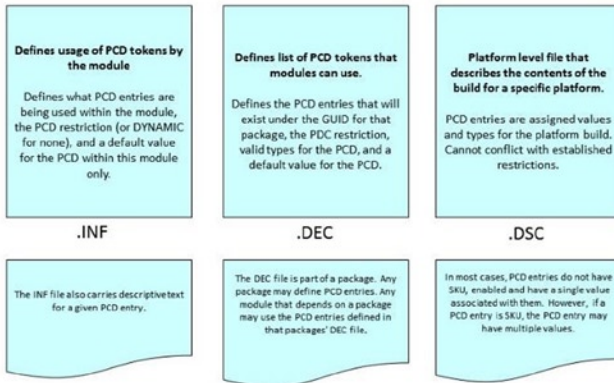 Defines usage of PCD tokens by
the module
Defines what PCD entries are
being used within the module,
the PCD restriction (or DYNAMIC
for none), and a default value
for the PCD within this module
only.
.INF
The INF file also carries descriptive text
for a given PCD entry.
Defines list of PCD tokens that
modules can use.
Defines the PCD entries that will
exist under the GUID for that
package, the PDC restriction,
valid types for the PCD, and a
default value for the PCD.
.DEC
The DEC file is part of a package. Any
package may define PCD entries. Any
module that depends on a package
may use the PCD entries defined in
that packages' DEC file.
Platform level file that
describes the contents of the
build for a specific platform.
PCD entries are assigned values
and types for the platform build.
Cannot conflict with established
restrictions.
.DSC
In most cases, PCD entries do not have
SKU, enabled and have a single value
associated with them. However, if a
PCD entry is SKU, the PCD entry may
have multiple values.